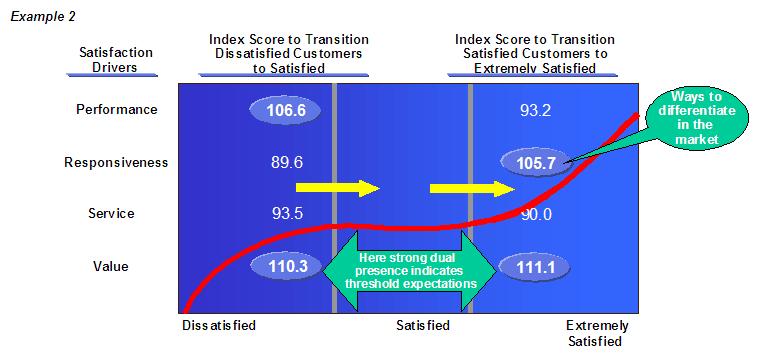 Example 2
Satisfaction
Drivers
Index Score to Transition
Dissatisfied Customers
to Satisfied
Index Score to Transition
Satisfied Customers to
Extremely Satisfied
Performance
106.6
93.2
Ways to
differentiate
in the
market
Responsiveness
89.6
105.7
Service
93.5
90.0
Value
110.3
Here strong dual
presence indicates
threshold expectations
111.1
Dissatisfied
Satisfied
Extremely
Satisfied